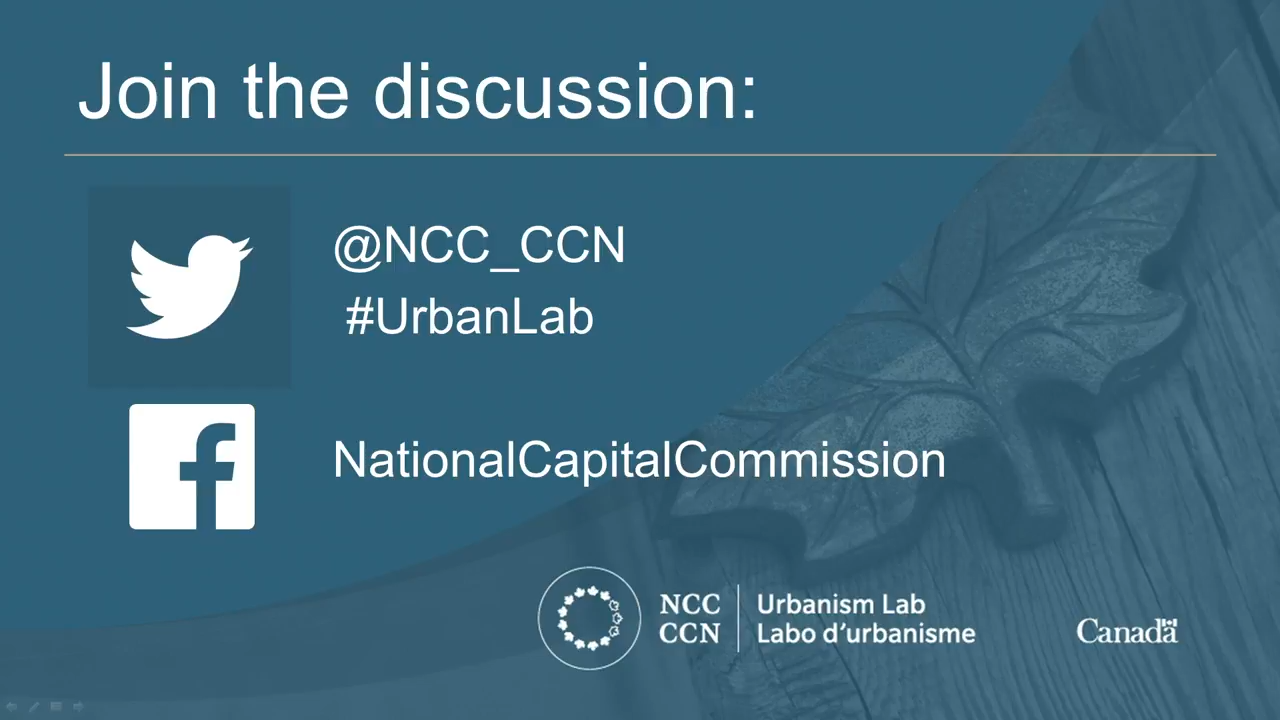 Join the discussion:
@NCC_CCN
#UrbanLab
NationalCapitalCommission
NCC
CCN
Urbanism Lab
Labo d'urbanisme
Canada